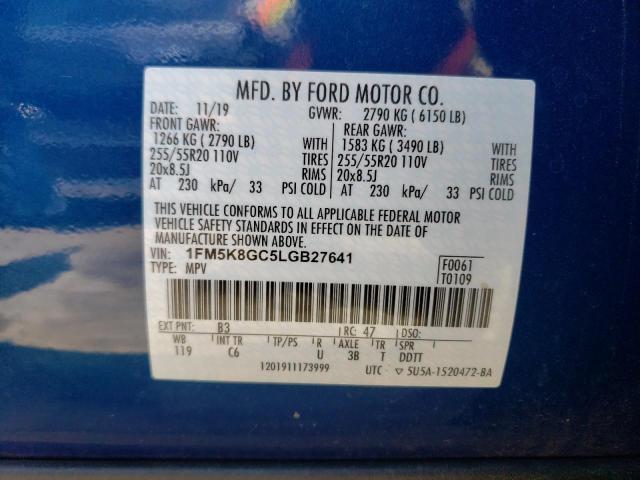 MFD. BY FORD MOTOR CO.
DATE: 11/19 GVWR: 2790 KG ( 6150 LB)
FRONT GAWR: REAR GAWR:
1266 KG ( 2790 LB) 1583 KG ( 3490 LB)
255/55R20 110V TIRES 255/55R20 110V TIRES
20x8.5J RIMS 20x8.5J RIMS
AT 230 kPa/ 33 PSI COLD AT 230 kPa/ 33 PSI COLD
THIS VEHICLE CONFORMS TO ALL APPLICABLE FEDERAL MOTOR
VEHICLE SAFETY STANDARDS IN EFFECT ON THE DATE OF
MANUFACTURE SHOWN ABOVE.
VIN: 1FM5K8GC5LGB27641
TYPE: MPV
F0061
T0109
EXT PNT: B3 RC: 47 DSO:
WB INT TR TP/PS R AXLE TR SPR
119 C6 U 3B T DDTT
1201911173999 UTC ▽ 5U5A-1520472-BA